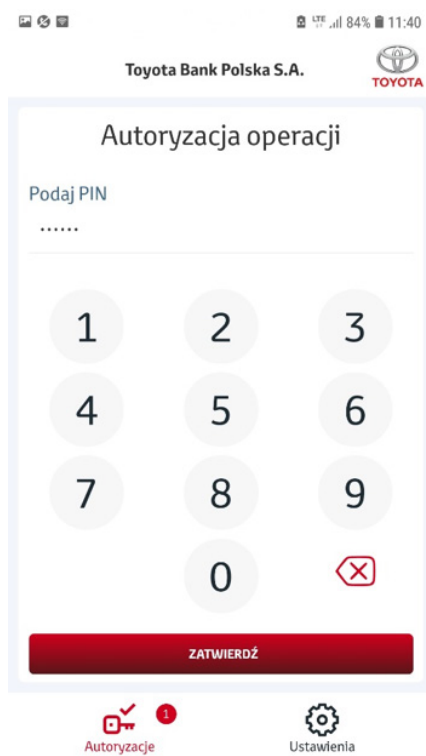 LTE 84% 11:40
Toyota Bank Polska S.A.
TOYOTA
Autoryzacja operacji
Podaj PIN
······
1 2 3
4 5 6
7 8 9
0
ZATWIERDŹ
1
Autoryzacje Ustawienia